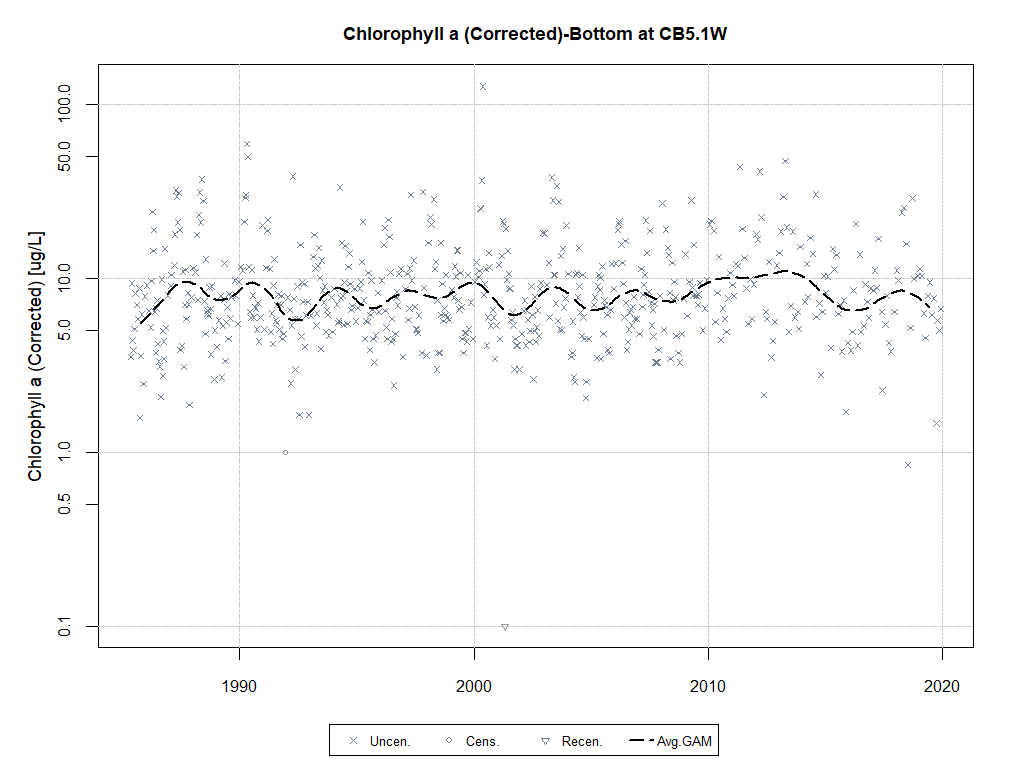 Chlorophyll a (Corrected)-Bottom at CB5.1W
Chlorophyll a (Corrected) [ug/L]
100.0
50.0
10.0
5.0
1.0
0.5
0.1
1990
2000
2010
2020
Uncen.
Cens.
Recen.
Avg.GAM